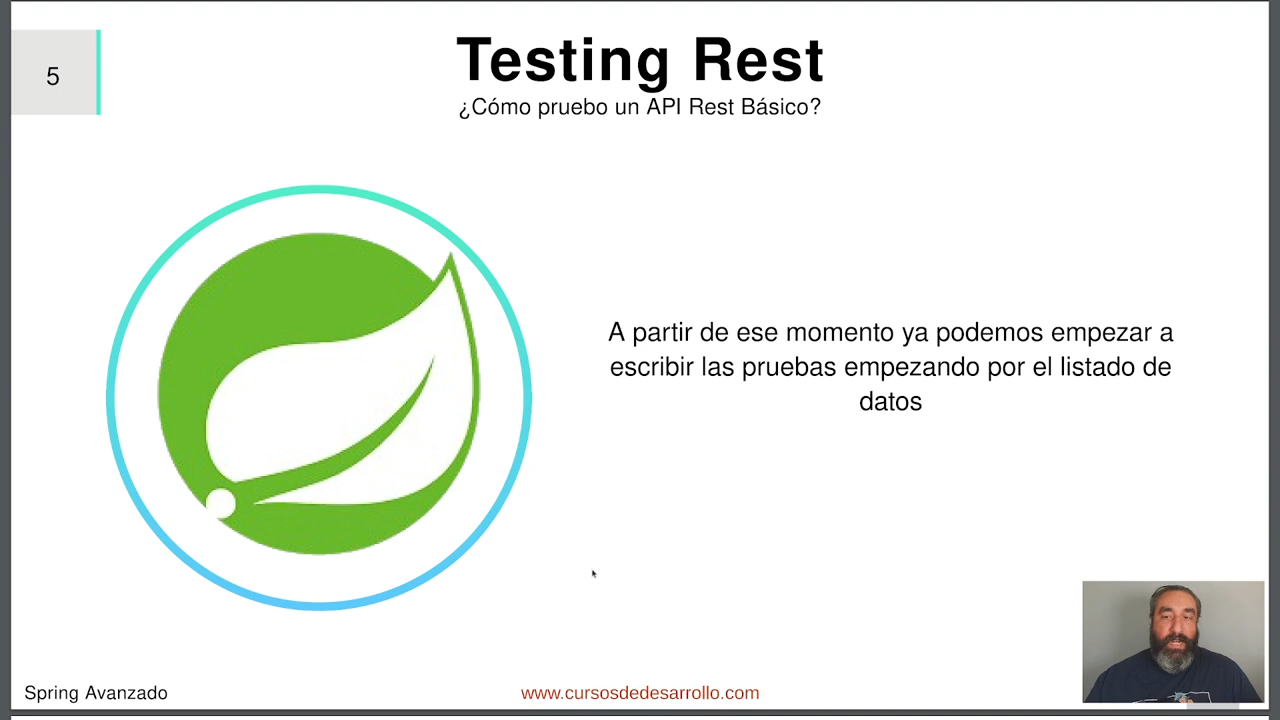 5
Testing Rest
¿Cómo pruebo un API Rest Básico?
A partir de ese momento ya podemos empezar a
escribir las pruebas empezando por el listado de
datos
Spring Avanzado
www.cursosdedesarrollo.com